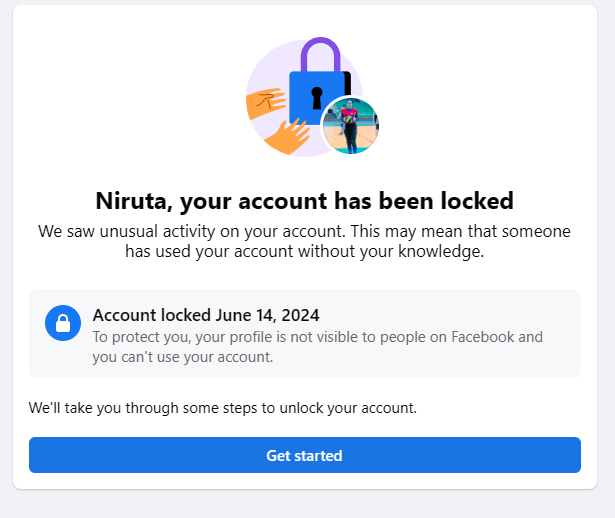 Niruta, your account has been locked
We saw unusual activity on your account. This may mean that someone
has used your account without your knowledge.
Account locked June 14, 2024
To protect you, your profile is not visible to people on Facebook and
you can't use your account.
We'll take you through some steps to unlock your account.
Get started